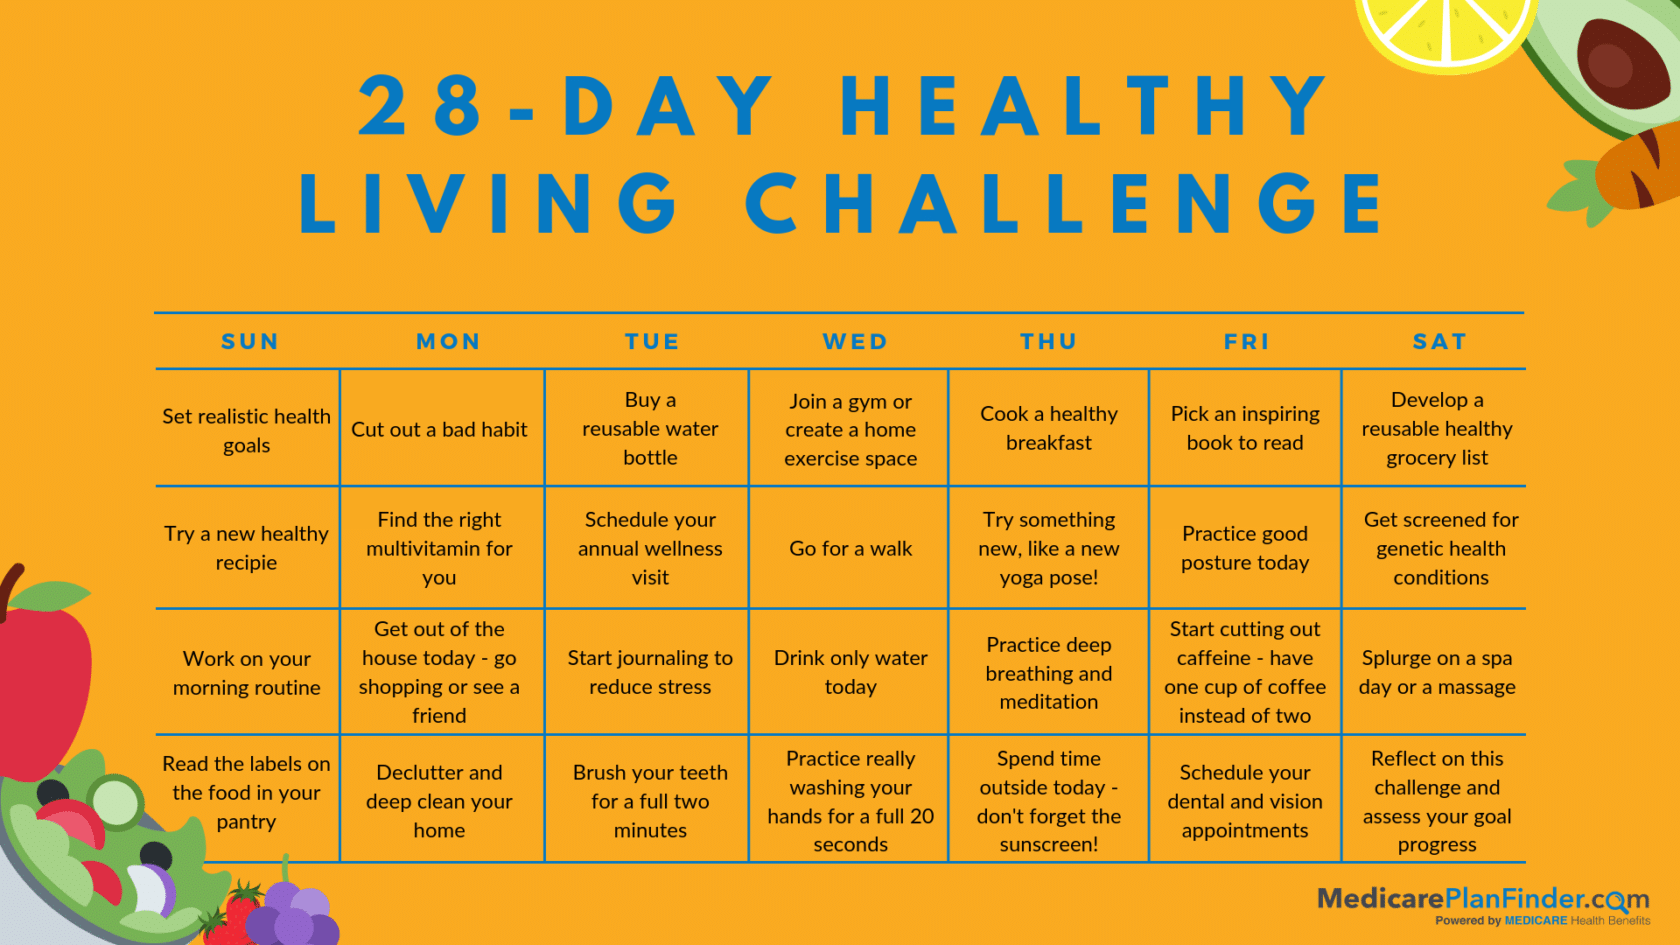 28-DAY HEALTHY
LIVING CHALLENGE
SUN MON TUE WED THU FRI SAT
Set realistic health
goals
Cut out a bad habit
Buy a
reusable water
bottle
Join a gym or
create a home
exercise space
Cook a healthy
breakfast
Pick an inspiring
book to read
Develop a
reusable healthy
grocery list
Try a new healthy
recipie
Find the right
multivitamin for
you
Schedule your
annual wellness
visit
Go for a walk
Try something
new, like a new
yoga pose!
Practice good
posture today
Get screened for
genetic health
conditions
Work on your
morning routine
Get out of the
house today - go
shopping or see a
friend
Start journaling to
reduce stress
Drink only water
today
Practice deep
breathing and
meditation
Start cutting out
caffeine - have
one cup of coffee
instead of two
Splurge on a spa
day or a massage
Read the labels on
the food in your
pantry
Declutter and
deep clean your
home
Brush your teeth
for a full two
minutes
Practice really
washing your
hands for a full 20
seconds
Spend time
outside today -
don't forget the
sunscreen!
Schedule your
dental and vision
appointments
Reflect on this
challenge and
assess your goal
progress
MedicarePlanFinder.com
Powered by MEDICARE Health Benefits